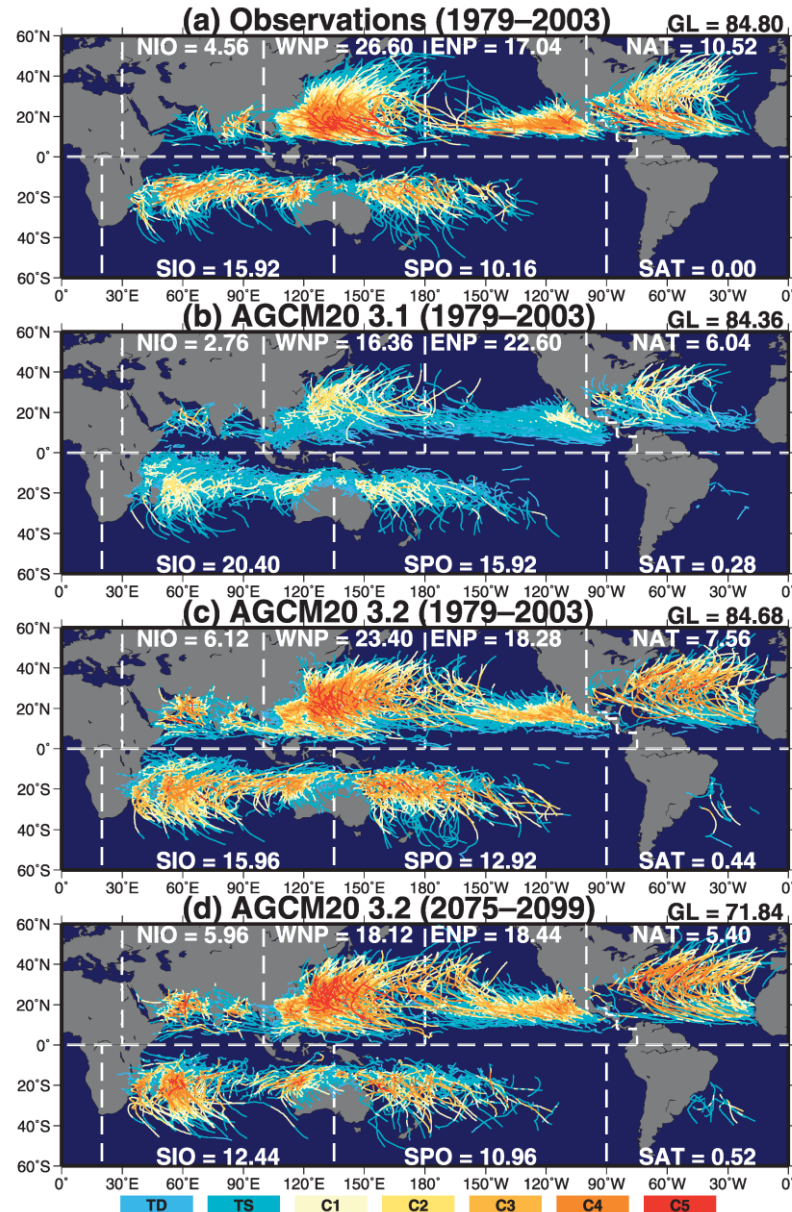 (a) Observations (1979–2003)
GL = 84.80
60˚N
NIO = 4.56 WNP = 26.60 ENP = 17.04 NAT = 10.52
40˚N
20˚N
0˚
20˚S
40˚S
SIO = 15.92 SPO = 10.16 SAT = 0.00
60˚S
0˚ 30˚E 60˚E 90˚E 120˚E 150˚E 180˚ 150˚W 120˚W 90˚W 60˚W 30˚W 0˚
(b) AGCM20 3.1 (1979–2003)
GL = 84.36
60˚N
NIO = 2.76 WNP = 16.36 ENP = 22.60 NAT = 6.04
40˚N
20˚N
0˚
20˚S
40˚S
SIO = 20.40 SPO = 15.92 SAT = 0.28
60˚S
0˚ 30˚E 60˚E 90˚E 120˚E 150˚E 180˚ 150˚W 120˚W 90˚W 60˚W 30˚W 0˚
(c) AGCM20 3.2 (1979–2003)
GL = 84.68
60˚N
NIO = 6.12 WNP = 23.40 ENP = 18.28 NAT = 7.56
40˚N
20˚N
0˚
20˚S
40˚S
SIO = 15.96 SPO = 12.92 SAT = 0.44
60˚S
0˚ 30˚E 60˚E 90˚E 120˚E 150˚E 180˚ 150˚W 120˚W 90˚W 60˚W 30˚W 0˚
(d) AGCM20 3.2 (2075–2099)
GL = 71.84
60˚N
NIO = 5.96 WNP = 18.12 ENP = 18.44 NAT = 5.40
40˚N
20˚N
0˚
20˚S
40˚S
SIO = 12.44 SPO = 10.96 SAT = 0.52
60˚S
0˚ 30˚E 60˚E 90˚E 120˚E 150˚E 180˚ 150˚W 120˚W 90˚W 60˚W 30˚W 0˚
TD TS C1 C2 C3 C4 C5